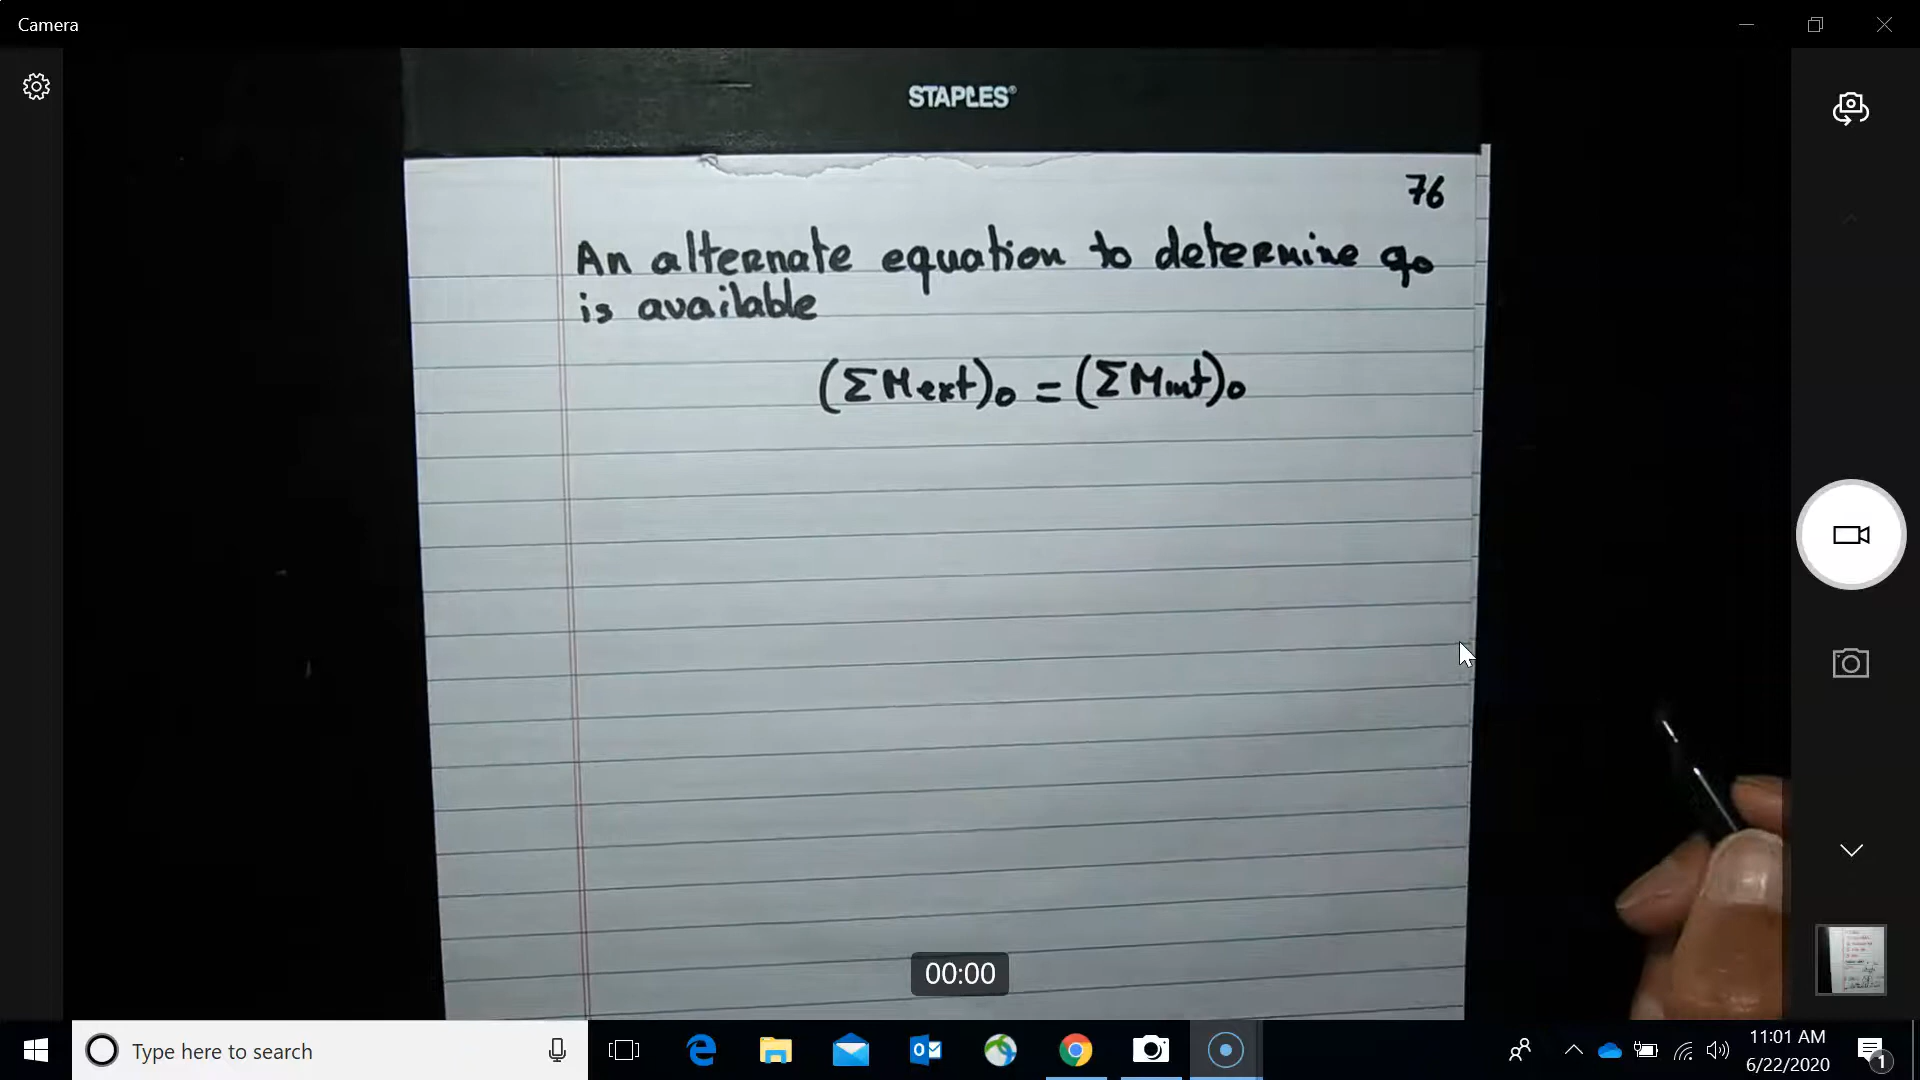 Camera
STAPLES®
76
An alternate equation to determine q₀
is available
(ΣMext)₀ = (ΣMint)₀
00:00
Type here to search
11:01 AM
6/22/2020
1